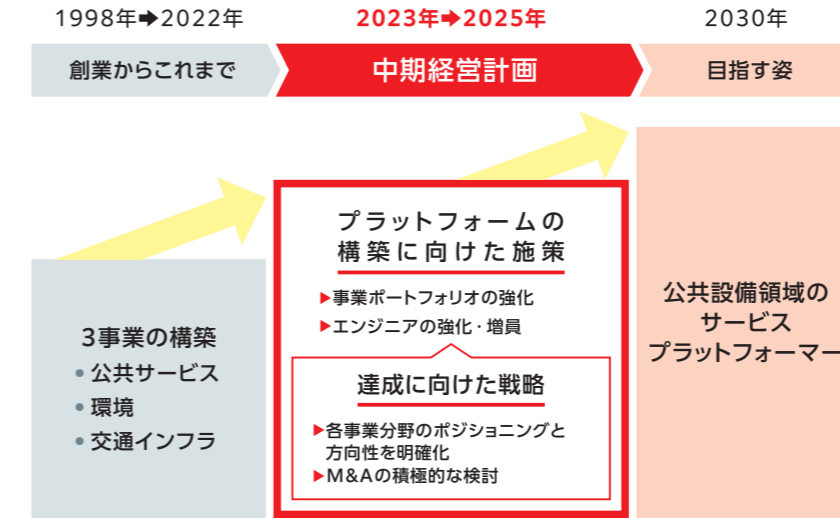 1998年➡2022年
2023年➡2025年
2030年
創業からこれまで
中期経営計画
目指す姿
3事業の構築
• 公共サービス
• 環境
• 交通インフラ
プラットフォームの
構築に向けた施策
▶事業ポートフォリオの強化
▶エンジニアの強化・増員
達成に向けた戦略
▶各事業分野のポジショニングと
方向性を明確化
▶M&Aの積極的な検討
公共設備領域の
サービス
プラットフォーマー